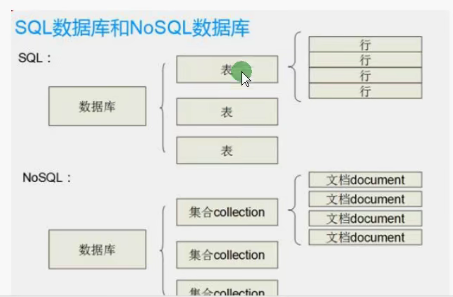 SQL数据库和NoSQL数据库
SQL：
数据库
表
表
表
行
行
行
行
NoSQL：
数据库
集合collection
集合collection
集合collection
文档document
文档document
文档document
文档document